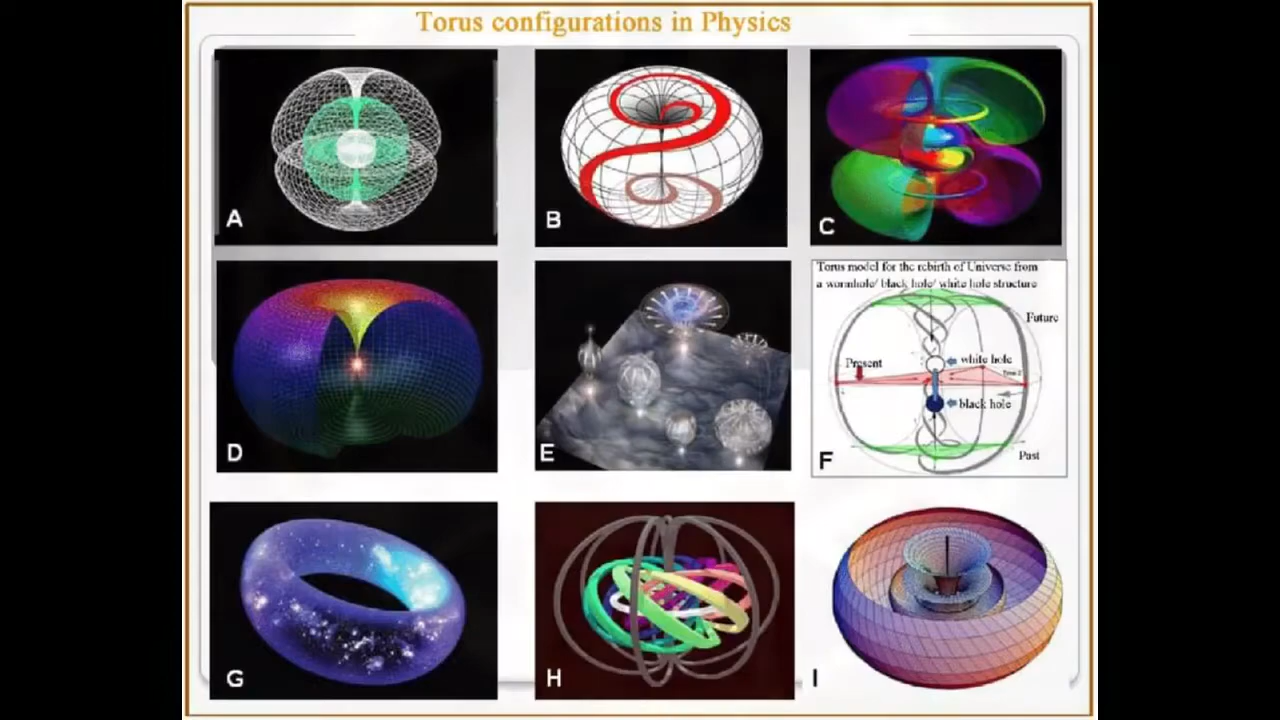 Torus configurations in Physics
A
B
C
Torus model for the rebirth of Universe from
a wormhole/ black hole/ white hole structure
Future
Present
white hole
black hole
Past
D
E
F
G
H
I